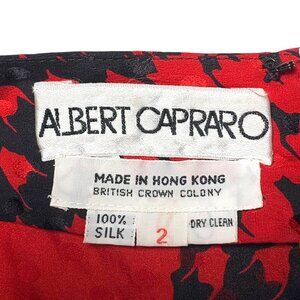 ALBERT CAPRARO
MADE IN HONG KONG
BRITISH CROWN COLONY
100% SILK
2
DRY CLEAN